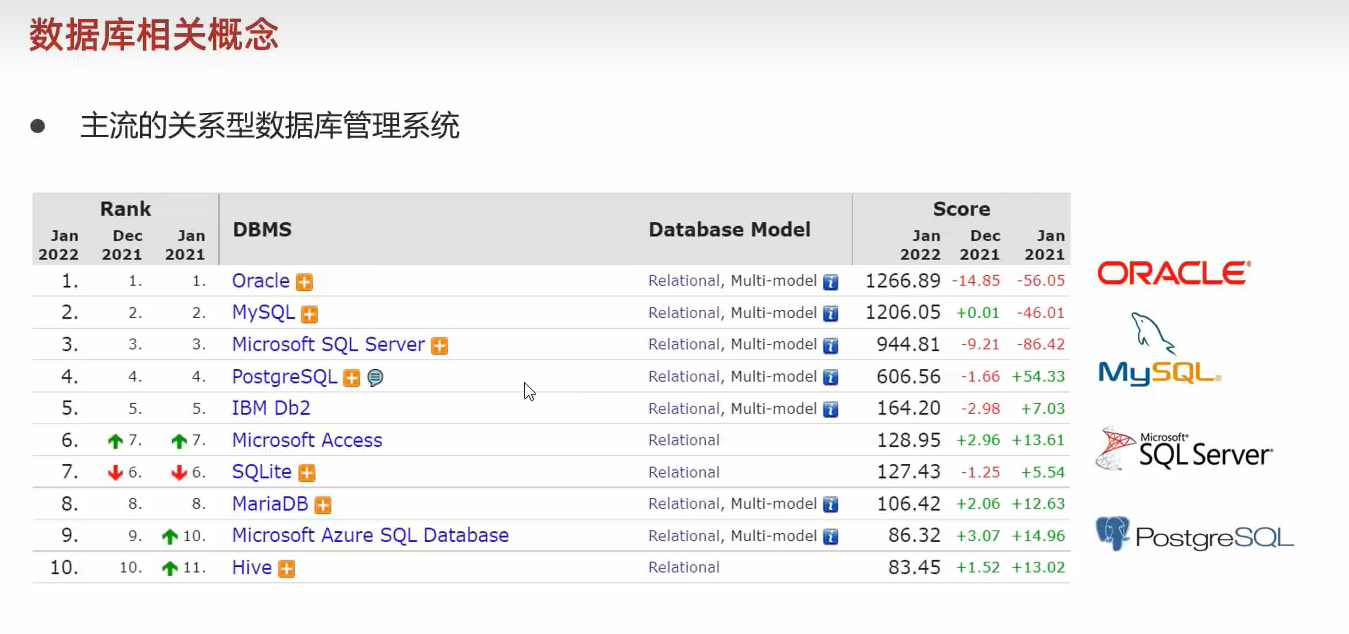 数据库相关概念
● 主流的关系型数据库管理系统
Rank DBMS Database Model Score
Jan 2022 Dec 2021 Jan 2021 Jan 2022 Dec 2021 Jan 2021
1. 1. 1. Oracle Relational, Multi-model 1266.89 -14.85 -56.05
2. 2. 2. MySQL Relational, Multi-model 1206.05 +0.01 -46.01
3. 3. 3. Microsoft SQL Server Relational, Multi-model 944.81 -9.21 -86.42
4. 4. 4. PostgreSQL Relational, Multi-model 606.56 -1.66 +54.33
5. 5. 5. IBM Db2 Relational, Multi-model 164.20 -2.98 +7.03
6. 7. 7. Microsoft Access Relational 128.95 +2.96 +13.61
7. 6. 6. SQLite Relational 127.43 -1.25 +5.54
8. 8. 8. MariaDB Relational, Multi-model 106.42 +2.06 +12.63
9. 9. 10. Microsoft Azure SQL Database Relational, Multi-model 86.32 +3.07 +14.96
10. 10. 11. Hive Relational 83.45 +1.52 +13.02
ORACLE
MySQL
Microsoft SQL Server
PostgreSQL